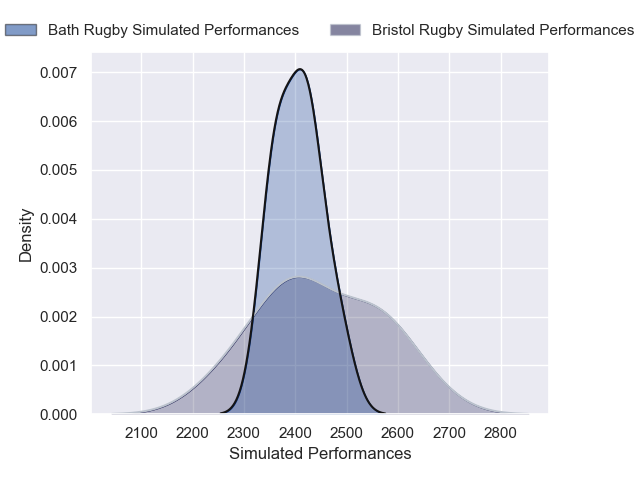 Bath Rugby Simulated Performances Bristol Rugby Simulated Performances
0.007
0.006
0.005
0.004
0.003
0.002
0.001
0.000
Density
2100 2200 2300 2400 2500 2600 2700 2800
Simulated Performances